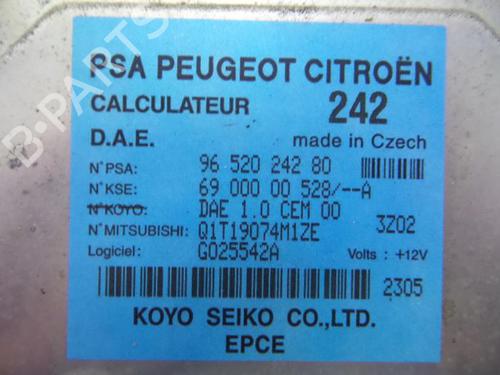 B-PARTS
PSA PEUGEOT CITROËN
CALCULATEUR 242
D.A.E. made in Czech
N°PSA: 96 520 242 80
N°KSE: 69 000 00 528/--A
N°KOYO: DAE 1.0 CEM 00 3Z02
N°MITSUBISHI: Q1T19074M1ZE
Logiciel: G025542A Volts : +12V
2305
KOYO SEIKO CO.,LTD.
EPCE